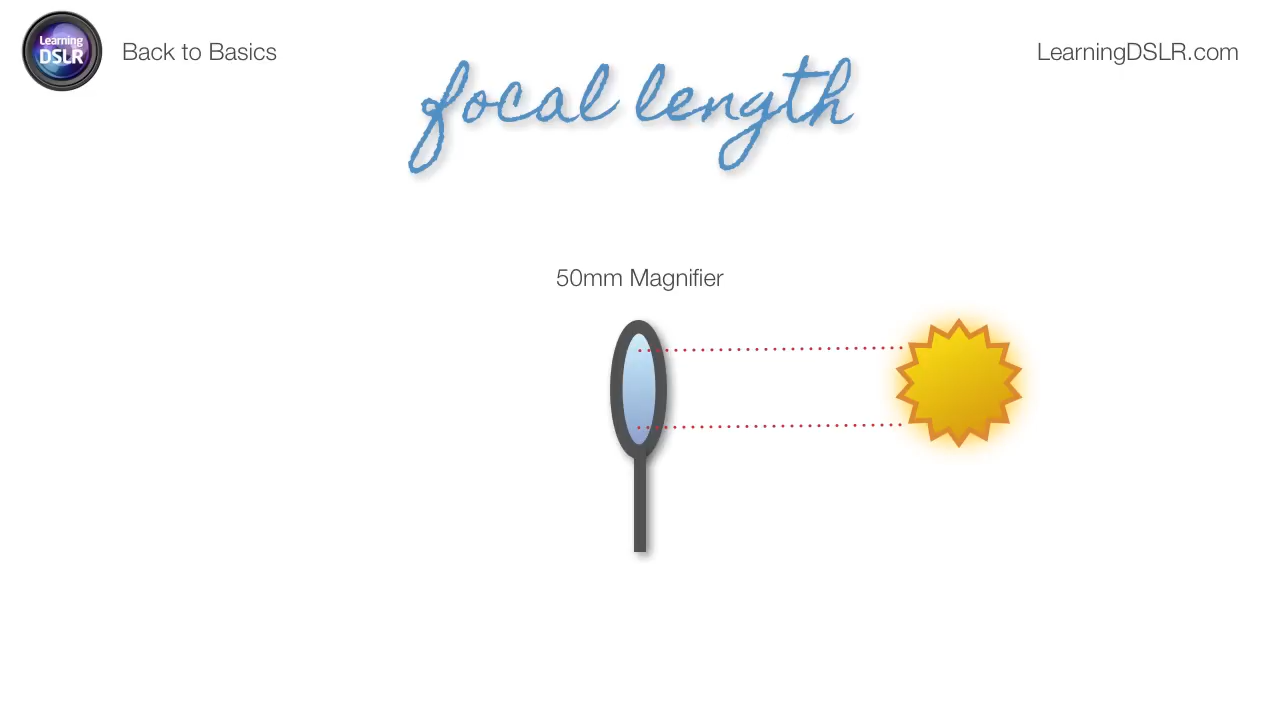 Learning
DSLR
Back to Basics
LearningDSLR.com
focal length
50mm Magnifier